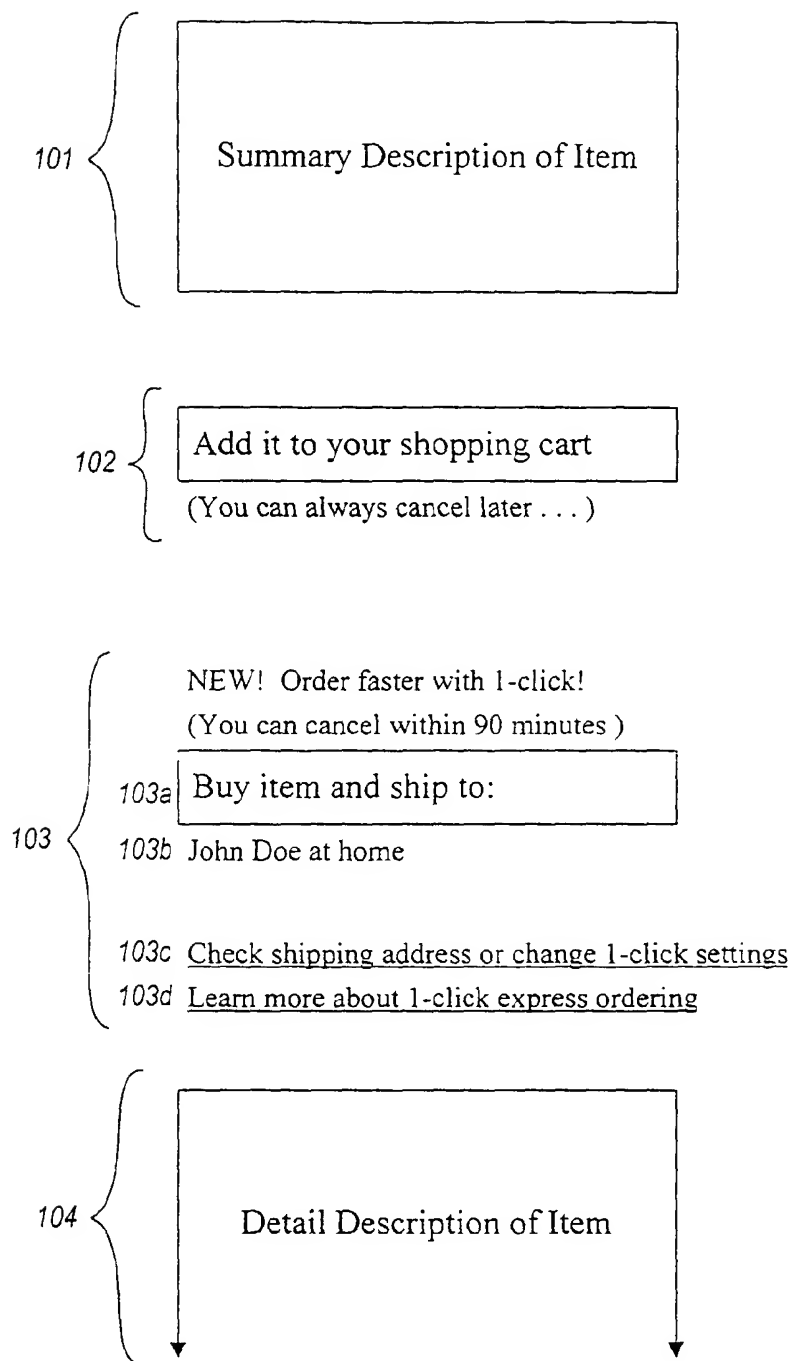 101 Summary Description of Item
102 Add it to your shopping cart
(You can always cancel later . . . )
NEW! Order faster with 1-click!
(You can cancel within 90 minutes )
103a Buy item and ship to:
103
103b John Doe at home
103c Check shipping address or change 1-click settings
103d Learn more about 1-click express ordering
104 Detail Description of Item